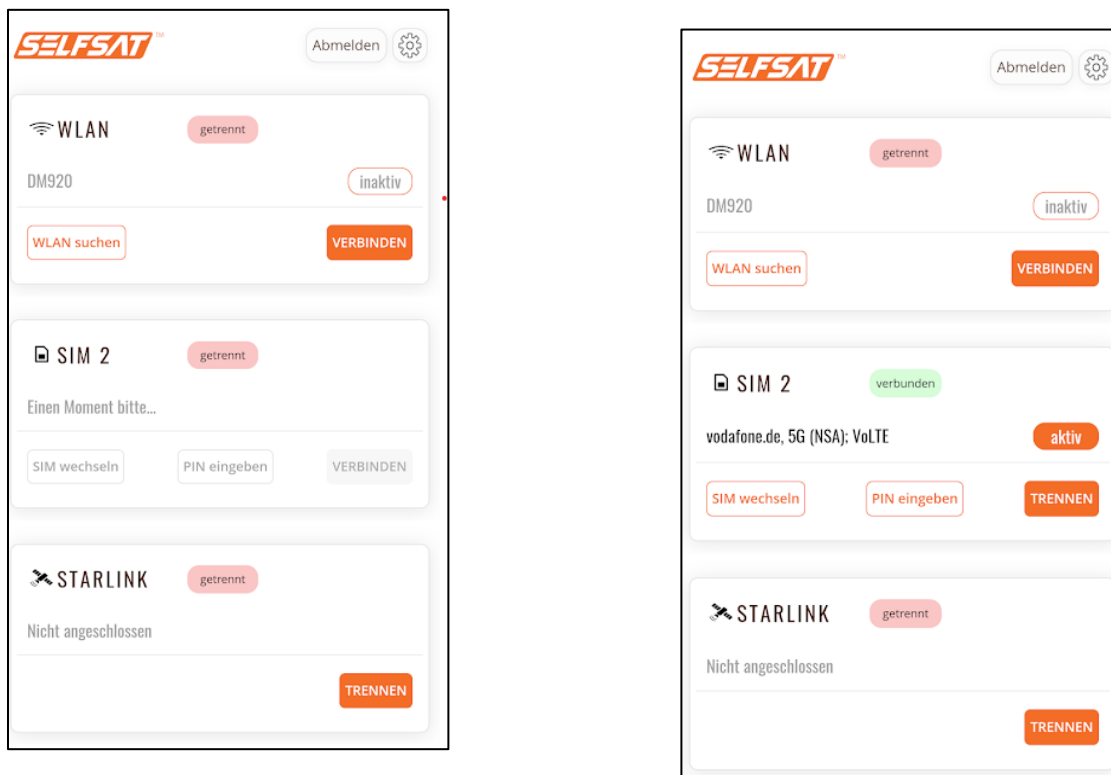 SELFSAT™
Abmelden
WLAN
getrennt
DM920
inaktiv
WLAN suchen
VERBINDEN
SIM 2
getrennt
Einen Moment bitte...
SIM wechseln
PIN eingeben
VERBINDEN
STARLINK
getrennt
Nicht angeschlossen
TRENNEN
SELFSAT™
Abmelden
WLAN
getrennt
DM920
inaktiv
WLAN suchen
VERBINDEN
SIM 2
verbunden
vodafone.de, 5G (NSA); VoLTE
aktiv
SIM wechseln
PIN eingeben
TRENNEN
STARLINK
getrennt
Nicht angeschlossen
TRENNEN